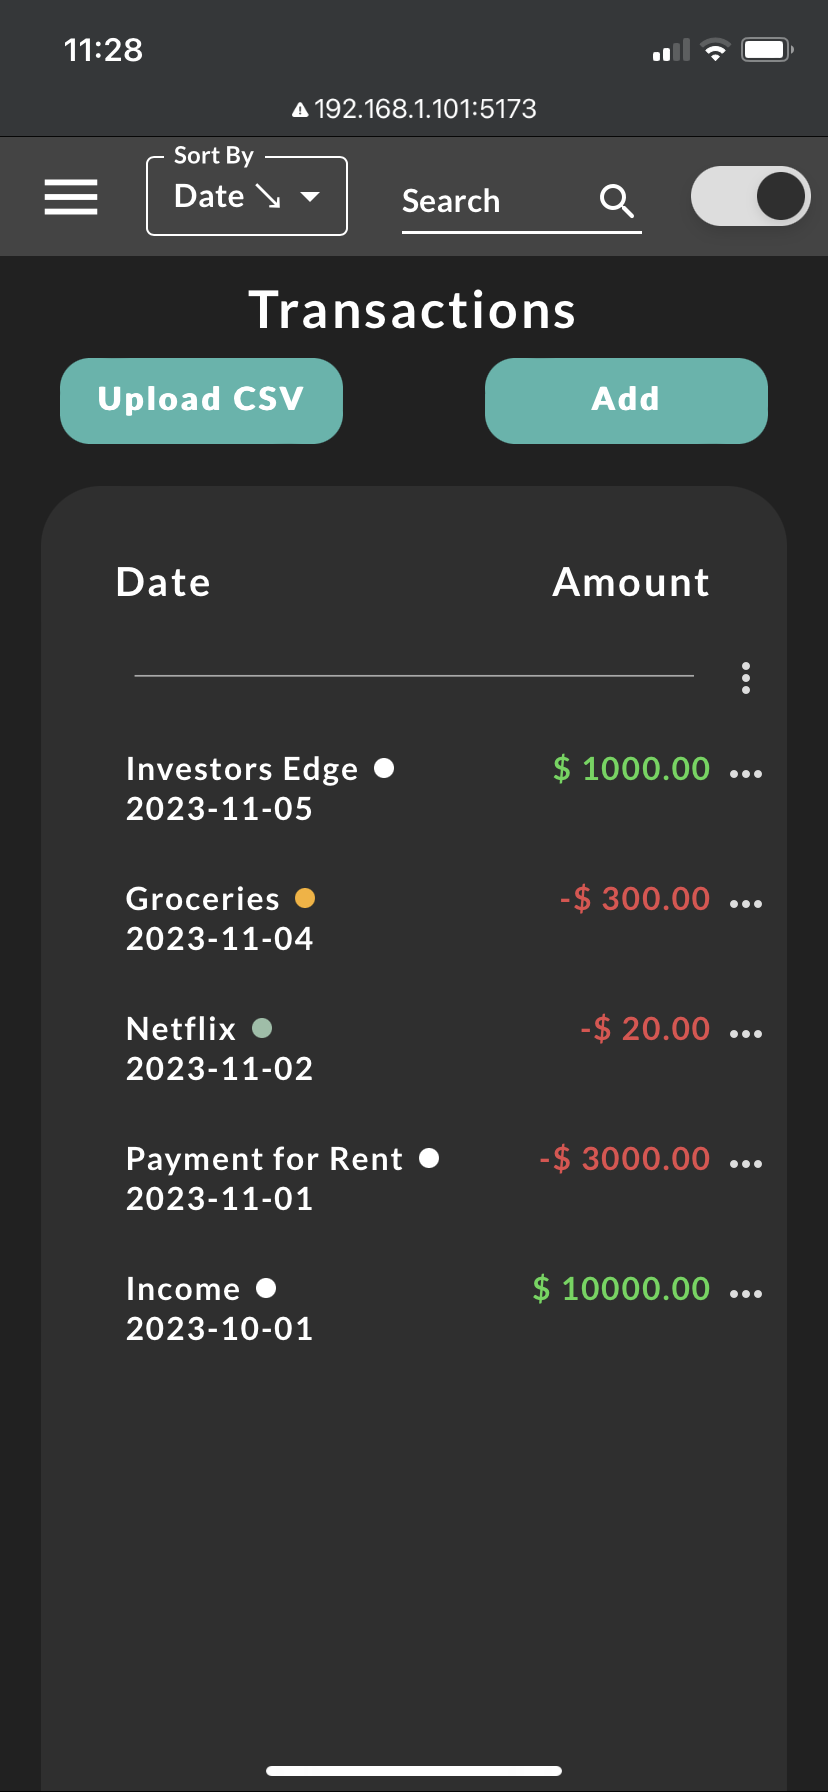 11:28
192.168.1.101:5173
Sort By
Date ↘
Search
Transactions
Upload CSV
Add
Date Amount
Investors Edge $ 1000.00
2023-11-05
Groceries -$ 300.00
2023-11-04
Netflix -$ 20.00
2023-11-02
Payment for Rent -$ 3000.00
2023-11-01
Income $ 10000.00
2023-10-01